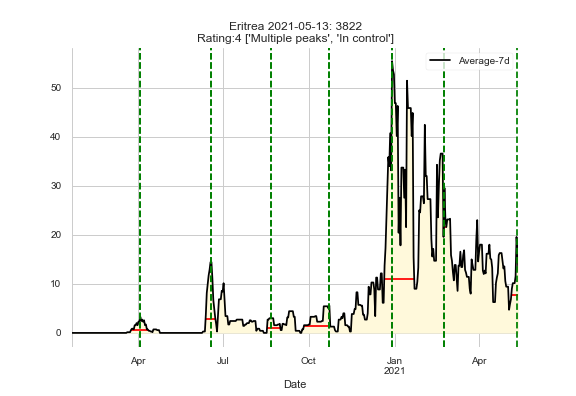 Eritrea 2021-05-13: 3822
Rating:4 ['Multiple peaks', 'In control']
Average-7d
50
40
30
20
10
0
Apr
Jul
Oct
Jan
2021
Apr
Date